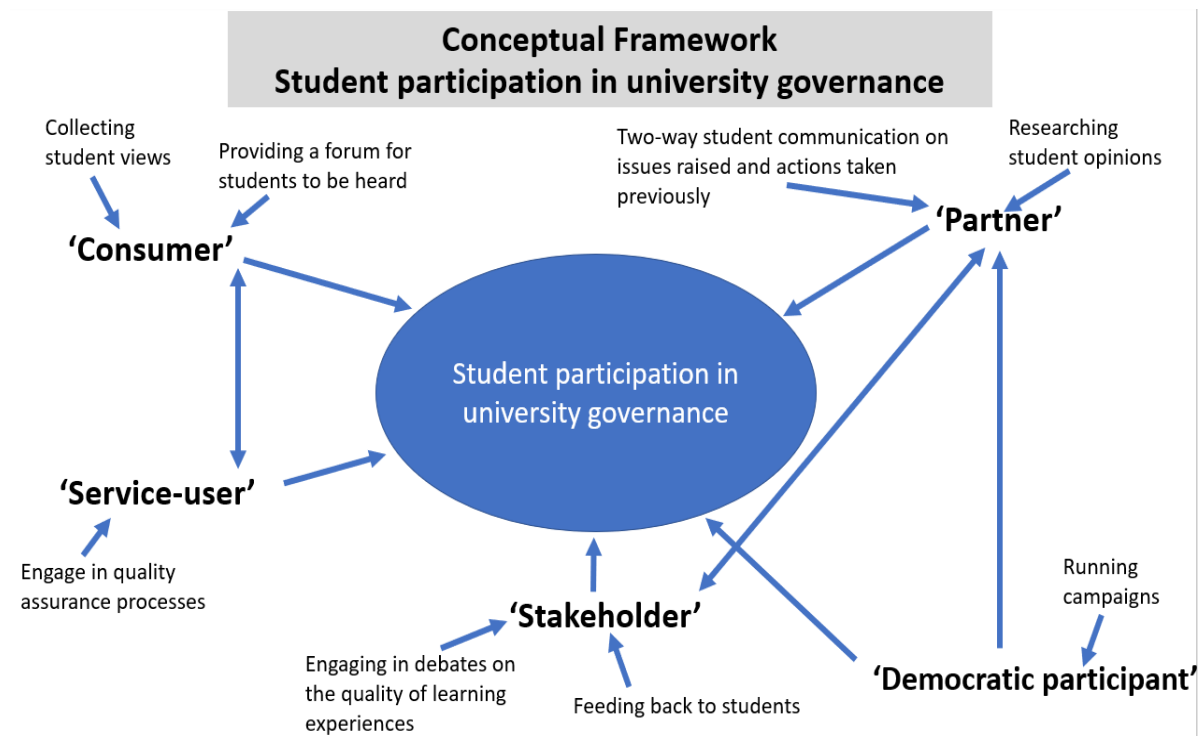 Conceptual Framework
Student participation in university governance
Collecting
student views
Providing a forum for
students to be heard
Two-way student communication on
issues raised and actions taken
previously
Researching
student opinions
‘Consumer’
‘Partner’
Student participation in
university governance
‘Service-user’
Engage in quality
assurance processes
‘Stakeholder’
Engaging in debates on
the quality of learning
experiences
Feeding back to students
Running
campaigns
‘Democratic participant’